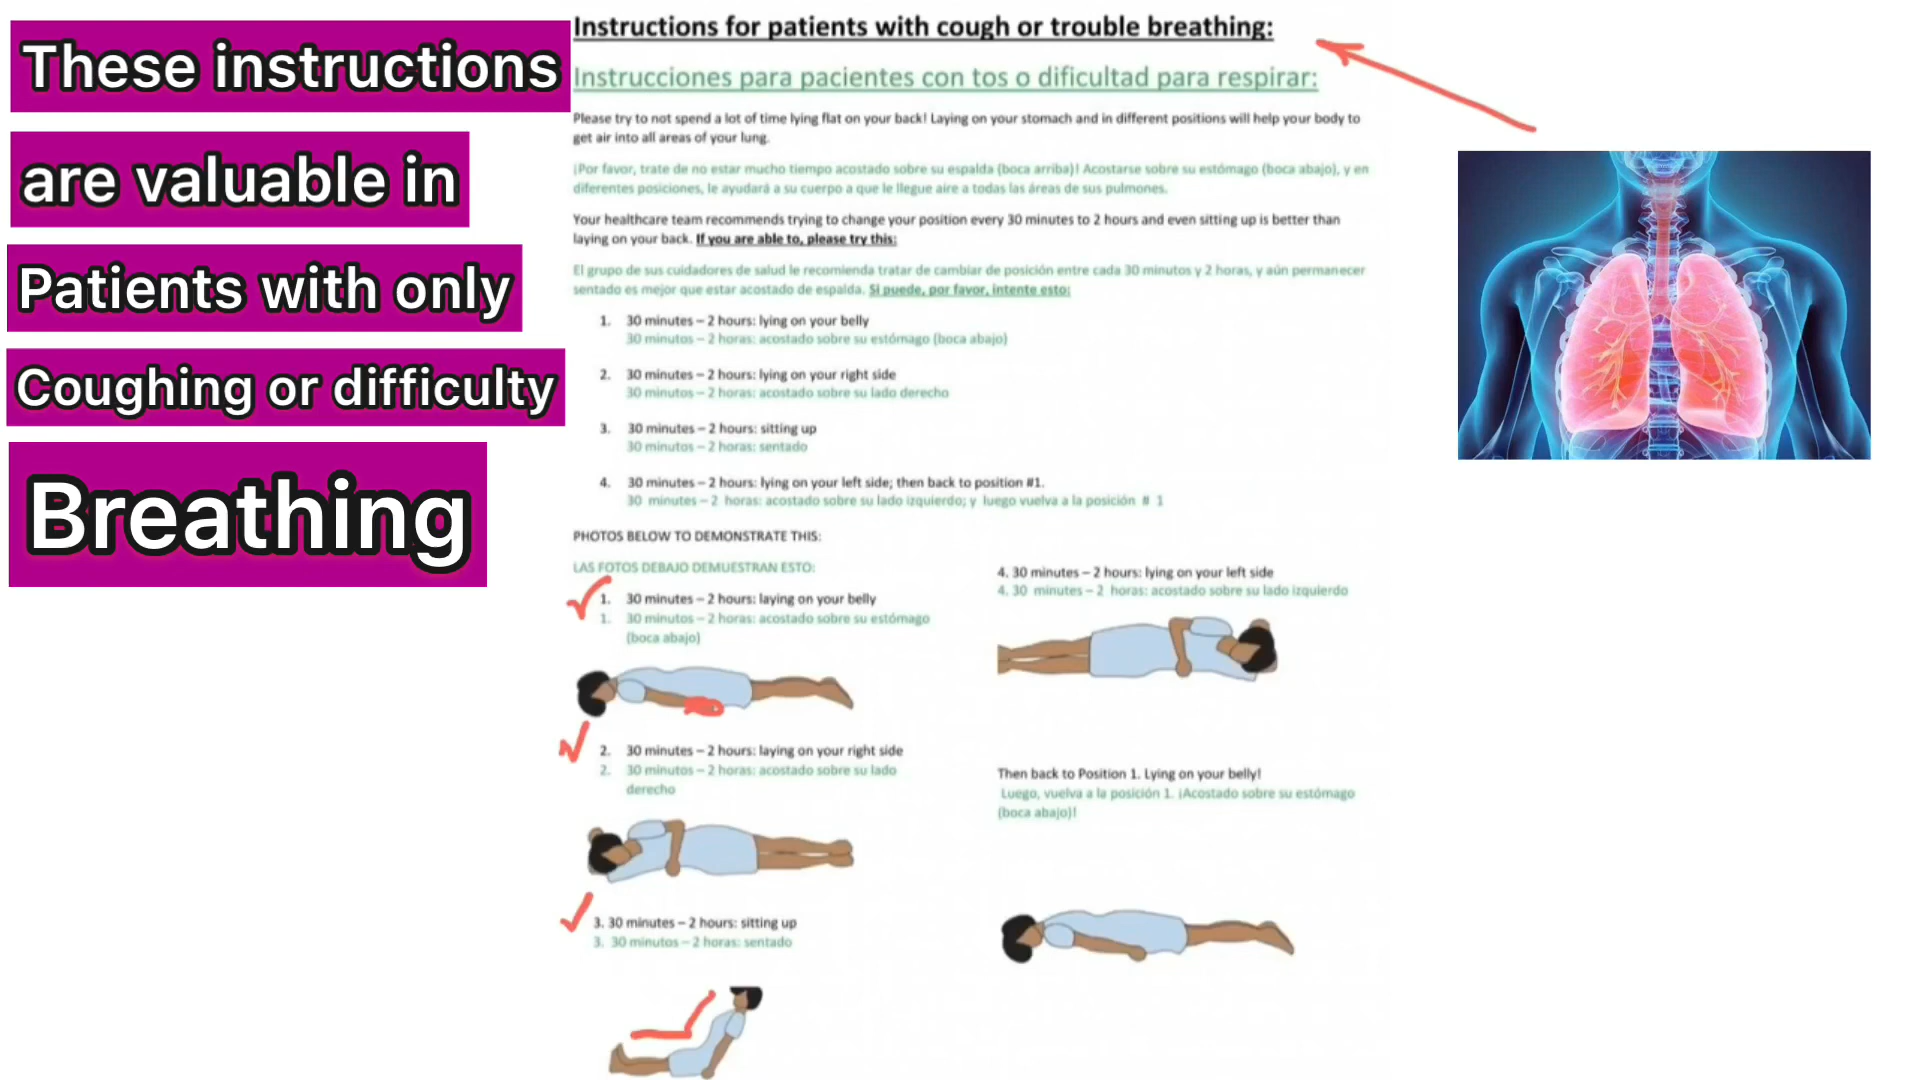 These instructions
are valuable in
Patients with only
Coughing or difficulty
Breathing
Instructions for patients with cough or trouble breathing:
Instrucciones para pacientes con tos o dificultad para respirar:
Please try to not spend a lot of time lying flat on your back! Laying on your stomach and in different positions will help your body to
get air into all areas of your lung.
¡Por favor, trate de no estar mucho tiempo acostado sobre su espalda (boca arriba)! Acostarse sobre su estómago (boca abajo), y en
diferentes posiciones, le ayudará a su cuerpo a que le llegue aire a todas las áreas de sus pulmones.
Your healthcare team recommends trying to change your position every 30 minutes to 2 hours and even sitting up is better than
laying on your back. If you are able to, please try this:
El grupo de sus cuidadores de salud le recomienda tratar de cambiar de posición entre cada 30 minutos y 2 horas, y aún permanecer
sentado es mejor que estar acostado de espalda. Si puede, por favor, intente esto:
1. 30 minutes – 2 hours: lying on your belly
30 minutos – 2 horas: acostado sobre su estómago (boca abajo)
2. 30 minutes – 2 hours: lying on your right side
30 minutos – 2 horas: acostado sobre su lado derecho
3. 30 minutes – 2 hours: sitting up
30 minutos – 2 horas: sentado
4. 30 minutes – 2 hours: lying on your left side; then back to position #1.
30 minutes – 2 horas: acostado sobre su lado izquierdo; y luego vuelva a la posición # 1
PHOTOS BELOW TO DEMONSTRATE THIS:
LAS FOTOS DEBAJO DEMUESTRAN ESTO:
1. 30 minutes – 2 hours: laying on your belly
1. 30 minutos – 2 horas: acostado sobre su estómago
(boca abajo)
2. 30 minutes – 2 hours: laying on your right side
2. 30 minutos – 2 horas: acostado sobre su lado
derecho
3. 30 minutes – 2 hours: sitting up
3. 30 minutos – 2 horas: sentado
4. 30 minutes – 2 hours: lying on your left side
4. 30 minutos – 2 horas: acostado sobre su lado izquierdo
Then back to Position 1. Lying on your belly!
Luego, vuelva a la posición 1. ¡Acostado sobre su estómago
(boca abajo)!